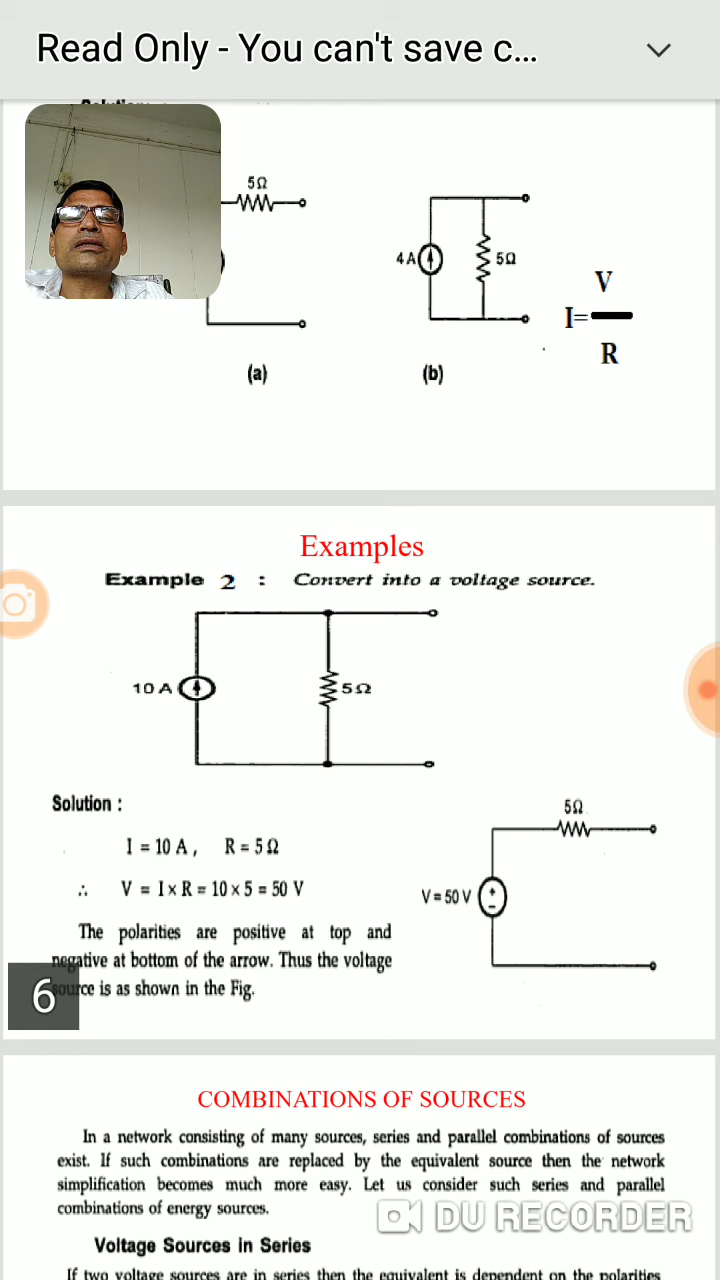 Read Only - You can't save c...
5Ω
4 A
5Ω
V
I=
R
(a)
(b)
Examples
Example 2 : Convert into a voltage source.
10 A
5Ω
Solution :
5Ω
I = 10 A , R = 5 Ω
∴ V = I × R = 10 × 5 = 50 V
V = 50 V
The polarities are positive at top and
negative at bottom of the arrow. Thus the voltage
source is as shown in the Fig.
6
COMBINATIONS OF SOURCES
In a network consisting of many sources, series and parallel combinations of sources
exist. If such combinations are replaced by the equivalent source then the network
simplification becomes much more easy. Let us consider such series and parallel
combinations of energy sources.
DU RECORDER
Voltage Sources in Series
If two voltage sources are in series then the equivalent is dependent on the polarities